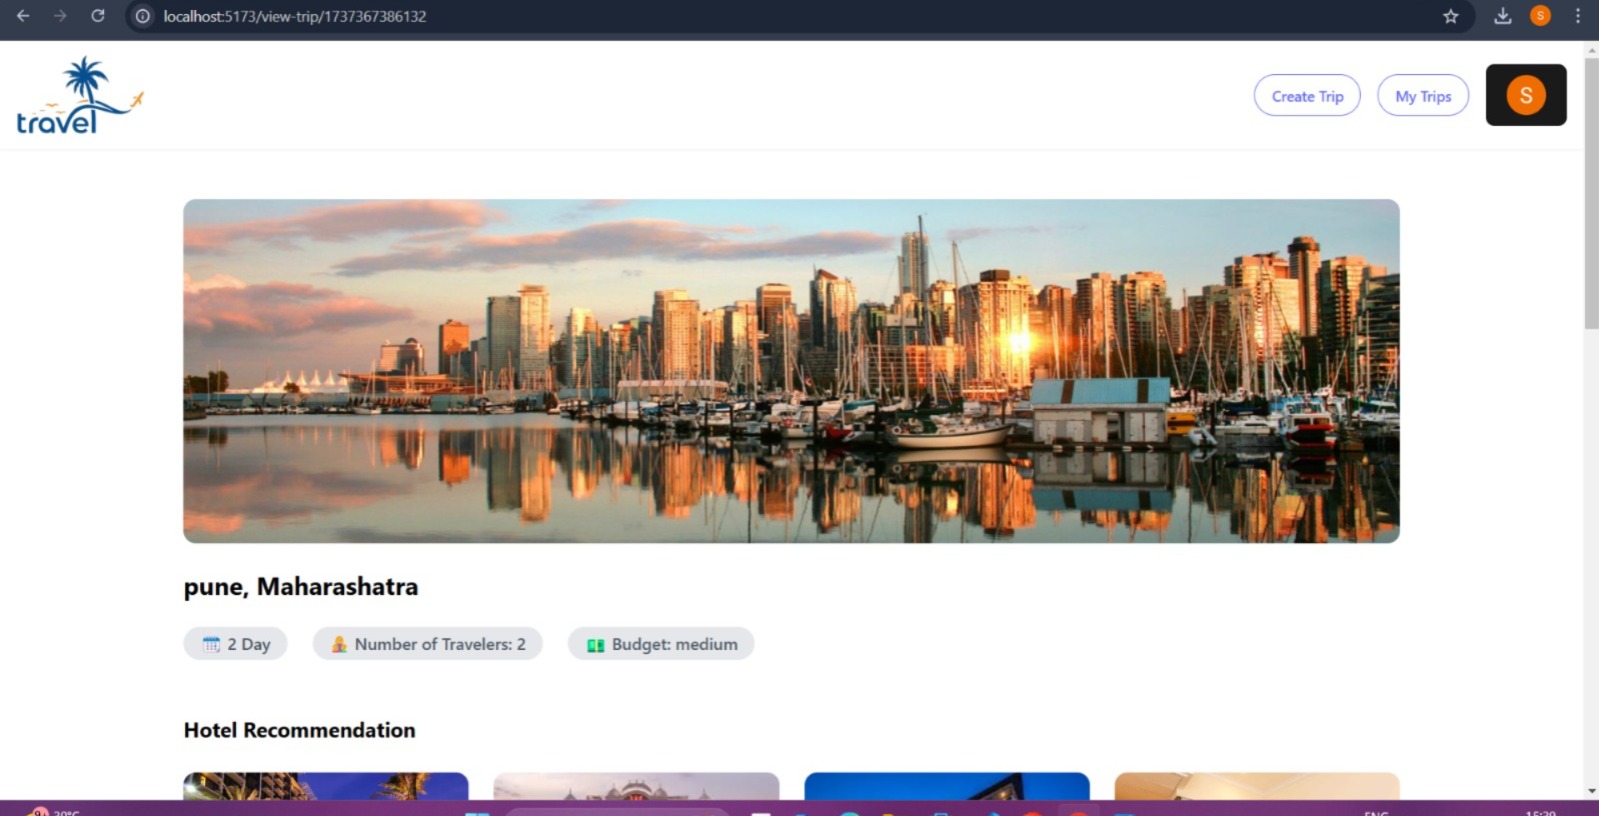 localhost:5173/view-trip/1737367386132
S
travel
Create Trip
My Trips
S
pune, Maharashatra
2 Day
Number of Travelers: 2
Budget: medium
Hotel Recommendation